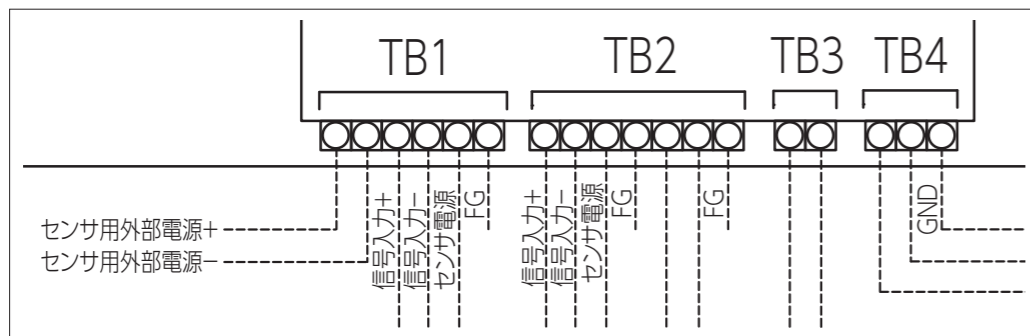 TB1
TB2
TB3
TB4
センサ用外部電源+
センサ用外部電源−
信号入力+
信号入力−
センサ電源
FG
信号入力+
信号入力−
センサ電源
FG
FG
GND